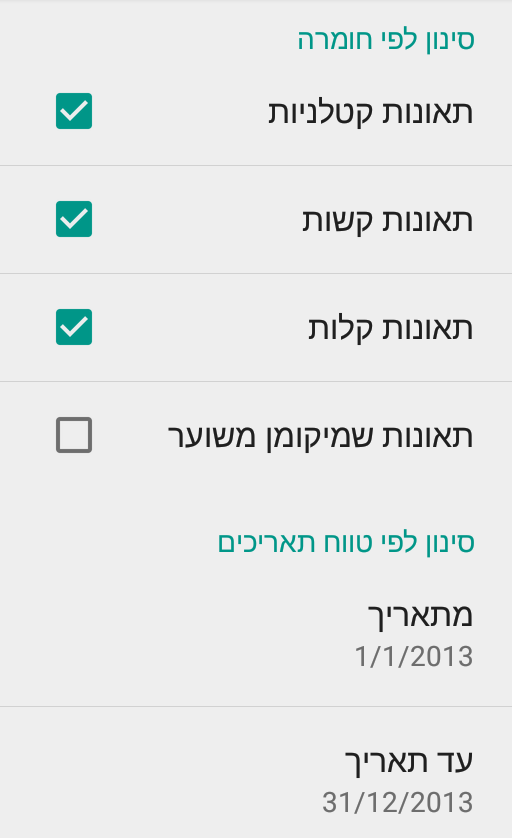 סינון לפי חומרה
תאונות קטלניות
תאונות קשות
תאונות קלות
תאונות שמיקומן משוער
סינון לפי טווח תאריכים
מתאריך
1/1/2013
עד תאריך
31/12/2013